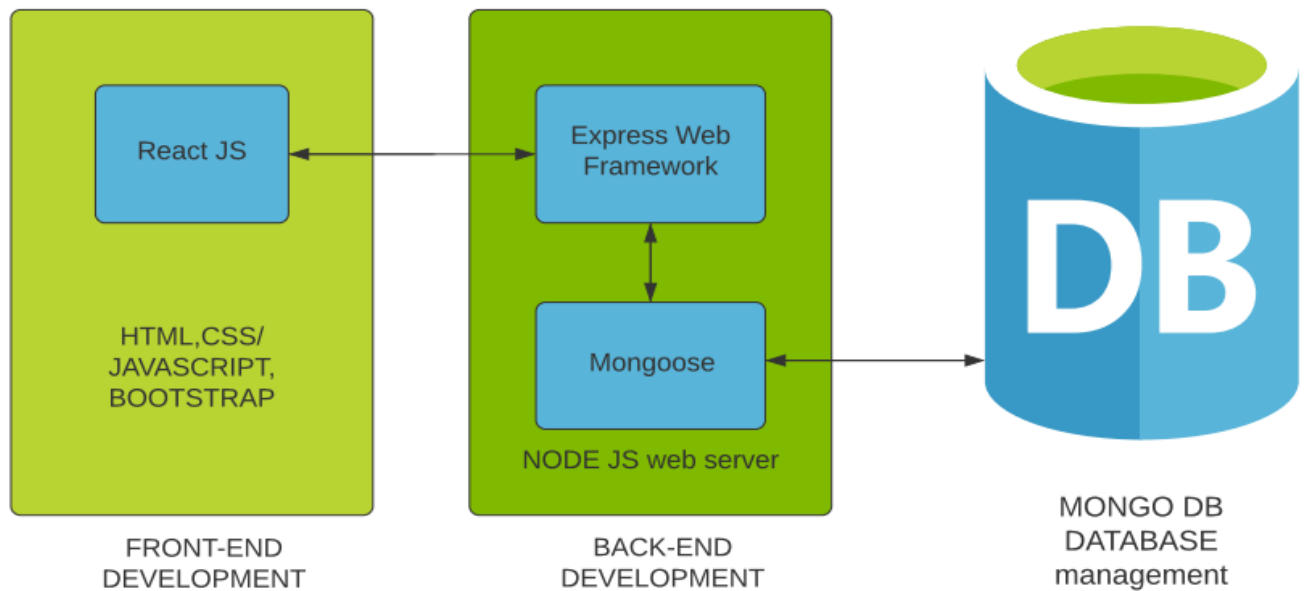 React JS
HTML,CSS/
JAVASCRIPT,
BOOTSTRAP
FRONT-END
DEVELOPMENT
Express Web
Framework
Mongoose
NODE JS web server
BACK-END
DEVELOPMENT
DB
MONGO DB
DATABASE
management